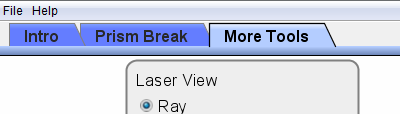 File Help
Intro Prism Break More Tools
Laser View
Ray